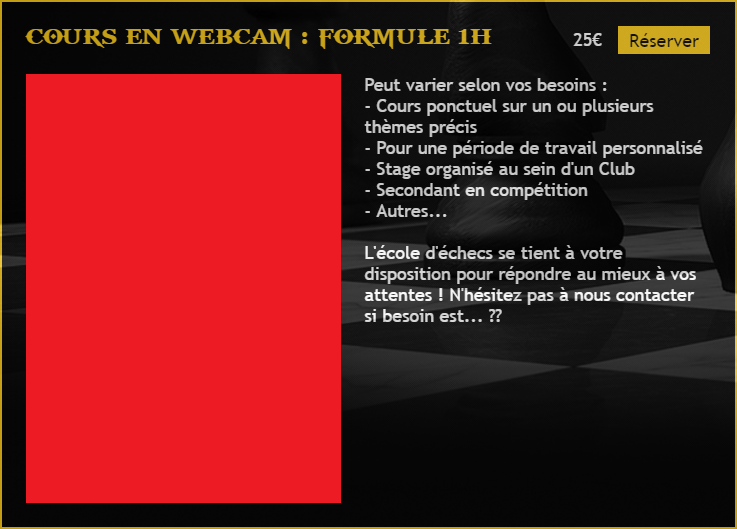 COURS EN WEBCAM : FORMULE 1H
25€ Réserver
Peut varier selon vos besoins :
- Cours ponctuel sur un ou plusieurs
thèmes précis
- Pour une période de travail personnalisé
- Stage organisé au sein d'un Club
- Secondant en compétition
- Autres...
L'école d'échecs se tient à votre
disposition pour répondre au mieux à vos
attentes ! N'hésitez pas à nous contacter
si besoin est... ??